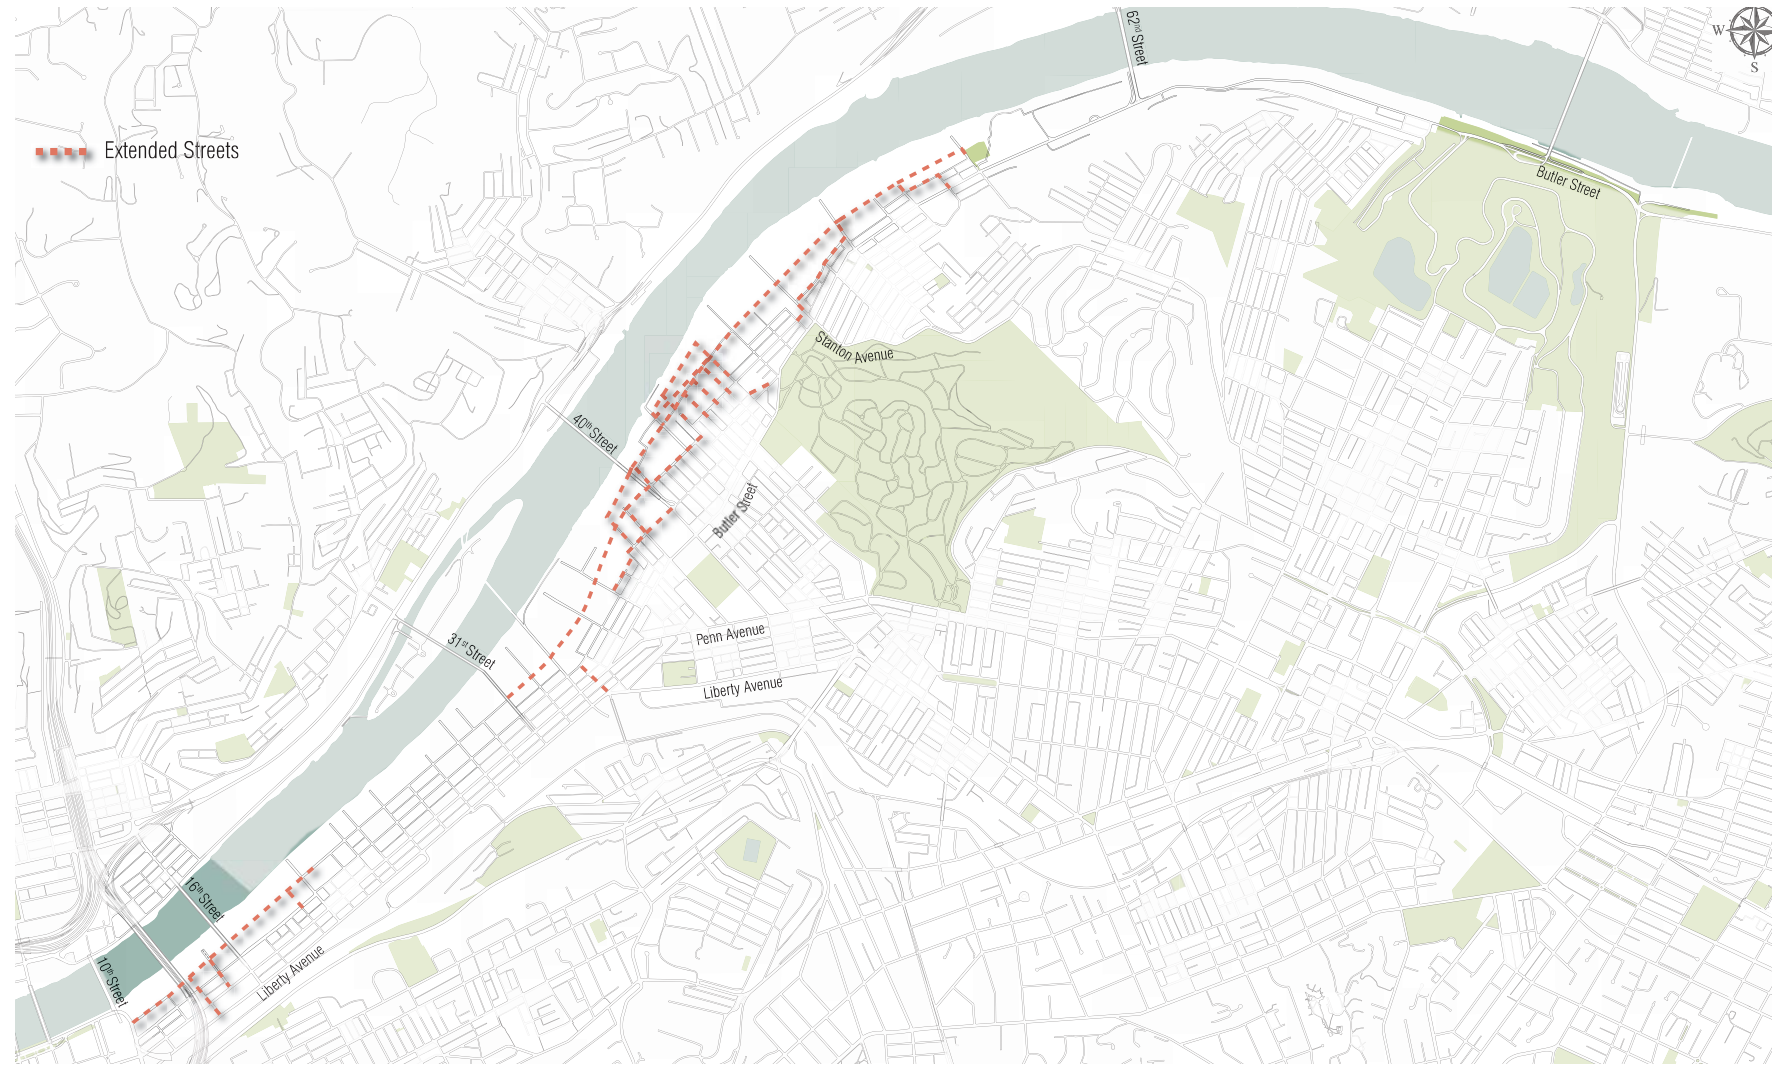 62nd Street
W
S
Extended Streets
Butler Street
Stanton Avenue
40th Street
Butler Street
Penn Avenue
31st Street
Liberty Avenue
16th Street
Liberty Avenue
10th Street